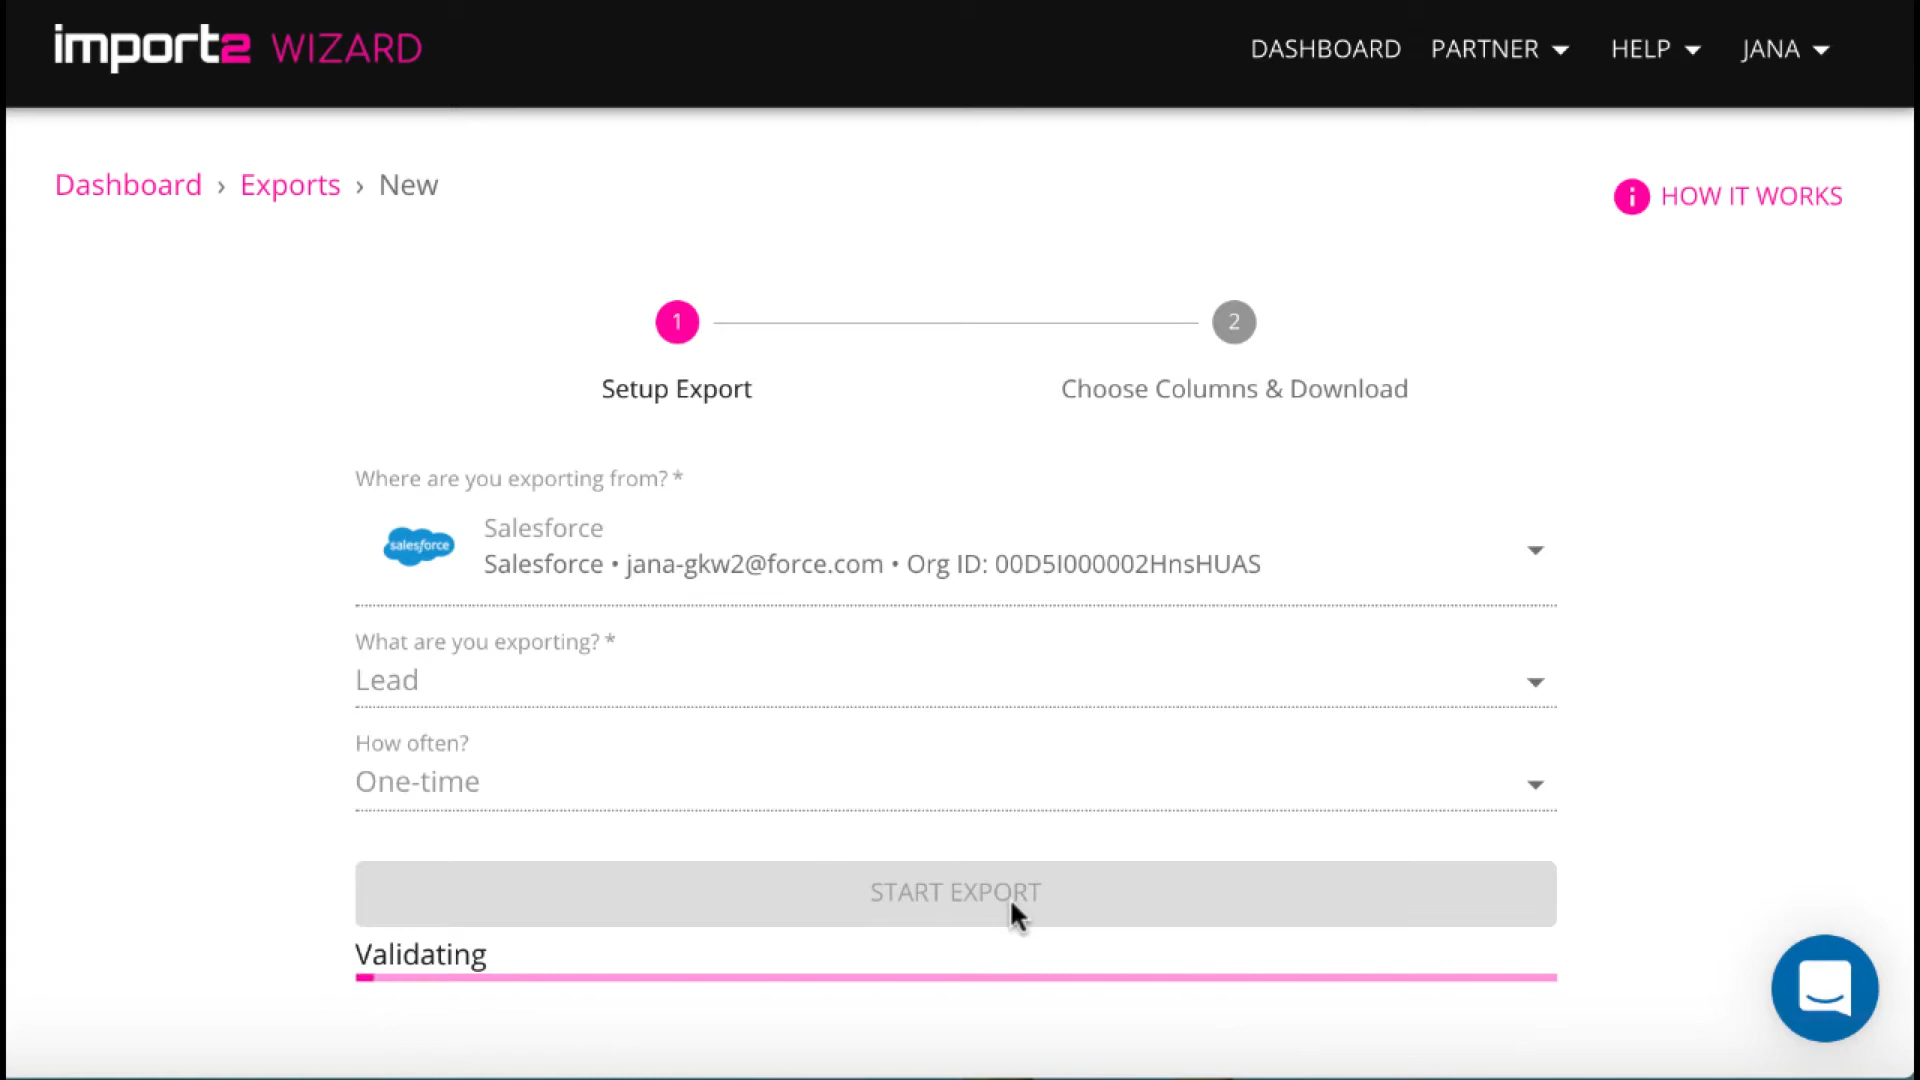 import2 WIZARD
DASHBOARD PARTNER HELP JANA
Dashboard › Exports › New
i HOW IT WORKS
1 2
Setup Export Choose Columns & Download
Where are you exporting from? *
salesforce
Salesforce
Salesforce • jana-gkw2@force.com • Org ID: 00D5I000002HnsHUAS
What are you exporting? *
Lead
How often?
One-time
START EXPORT
Validating